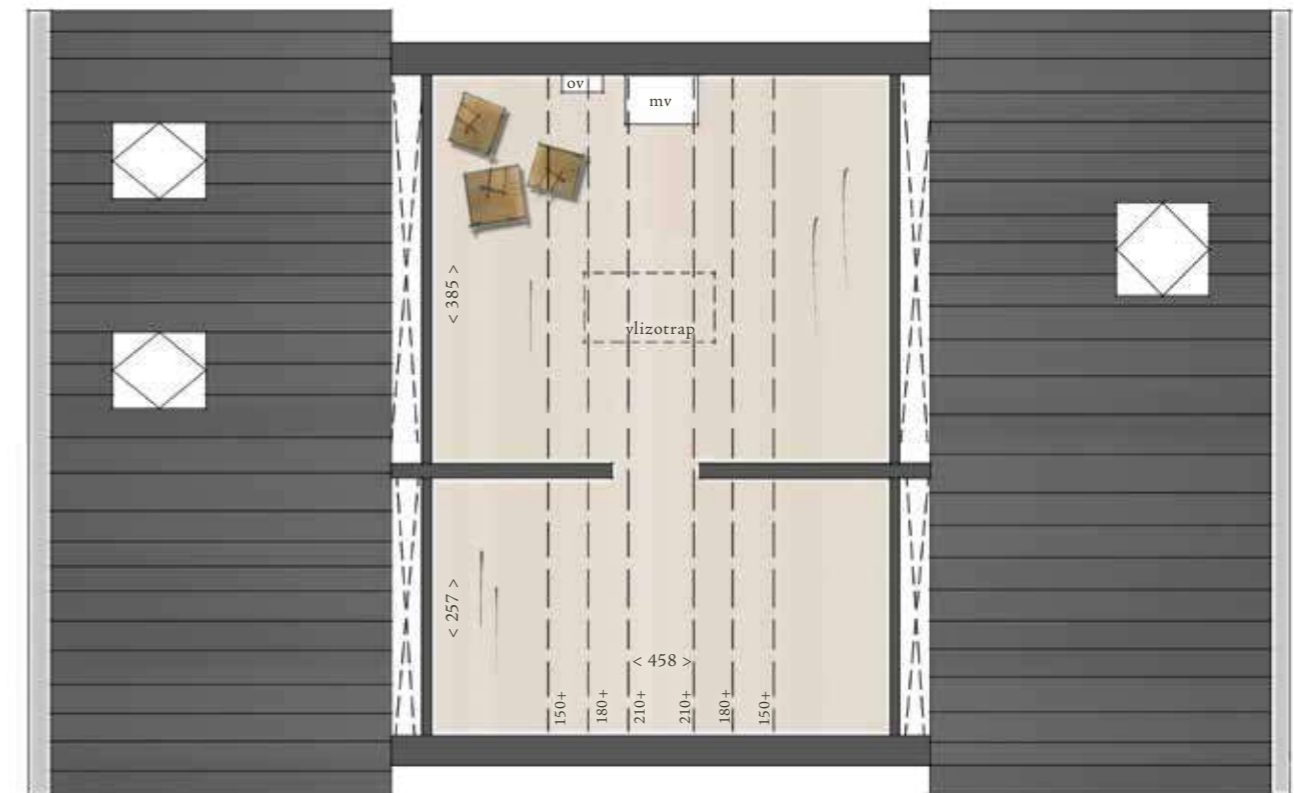 ov
mv
< 385 >
vlizotrap
< 257 >
< 458 >
150+
180+
210+
210+
180+
150+